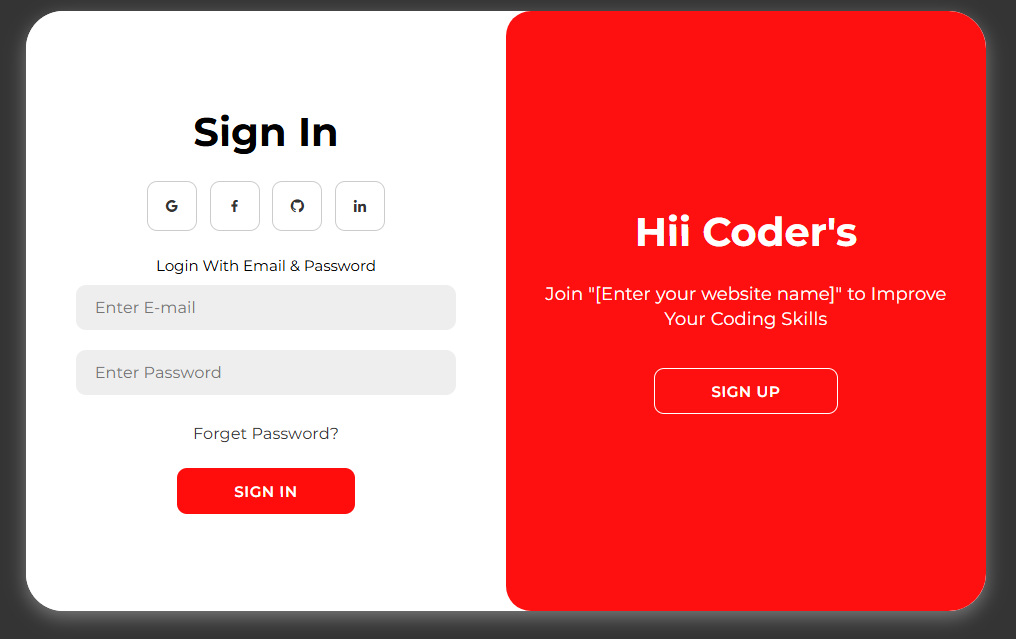 Sign In
G f in
Login With Email & Password
Enter E-mail
Enter Password
Forget Password?
SIGN IN
Hii Coder's
Join "[Enter your website name]" to Improve
Your Coding Skills
SIGN UP